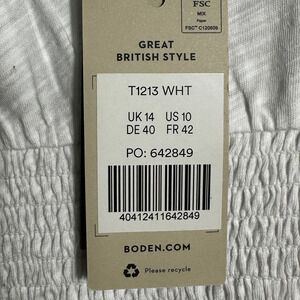 FSC
MIX
Paper
FSC™ C120606
GREAT
BRITISH STYLE
T1213 WHT
UK 14 US 10
DE 40 FR 42
PO: 642849
40412411642849
BODEN.COM
Please recycle